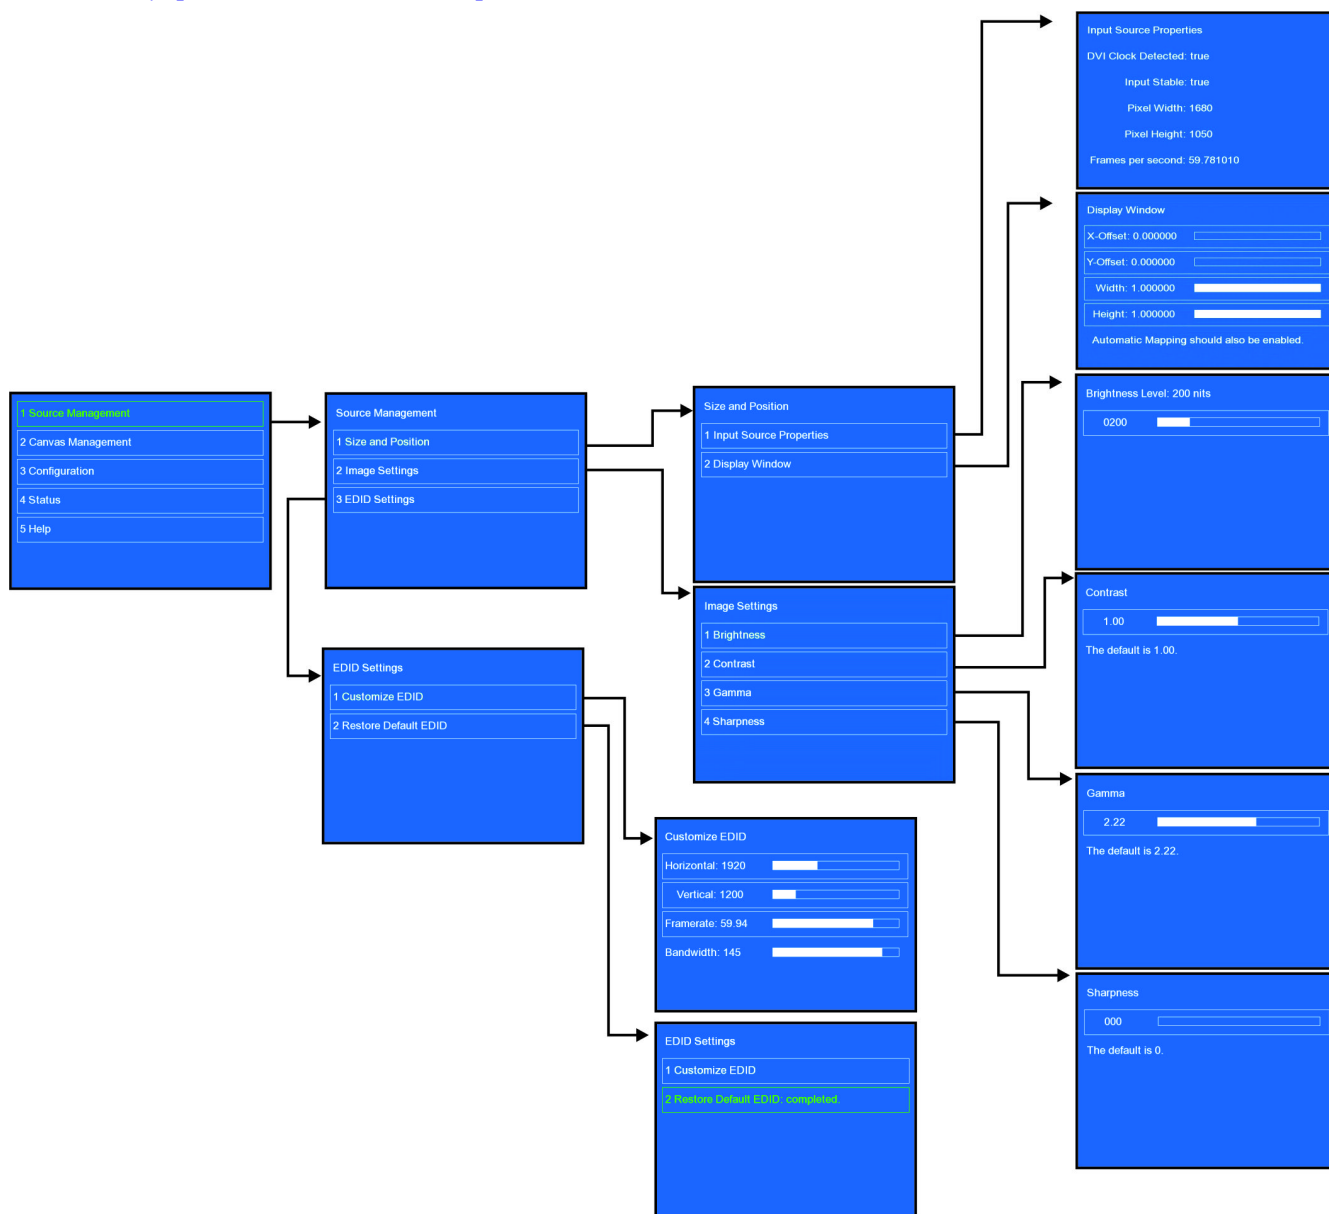 Input Source Properties
DVI Clock Detected: true
Input Stable: true
Pixel Width: 1680
Pixel Height: 1050
Frames per second: 59.781010
Display Window
X-Offset: 0.000000
Y-Offset: 0.000000
Width: 1.000000
Height: 1.000000
Automatic Mapping should also be enabled.
1 Source Management
2 Canvas Management
3 Configuration
4 Status
5 Help
Source Management
1 Size and Position
2 Image Settings
3 EDID Settings
Size and Position
1 Input Source Properties
2 Display Window
Brightness Level: 200 nits
0200
Image Settings
1 Brightness
2 Contrast
3 Gamma
4 Sharpness
Contrast
1.00
The default is 1.00.
EDID Settings
1 Customize EDID
2 Restore Default EDID
Gamma
2.22
The default is 2.22.
Customize EDID
Horizontal: 1920
Vertical: 1200
Framerate: 59.94
Bandwidth: 145
Sharpness
000
The default is 0.
EDID Settings
1 Customize EDID
2 Restore Default EDID: completed.